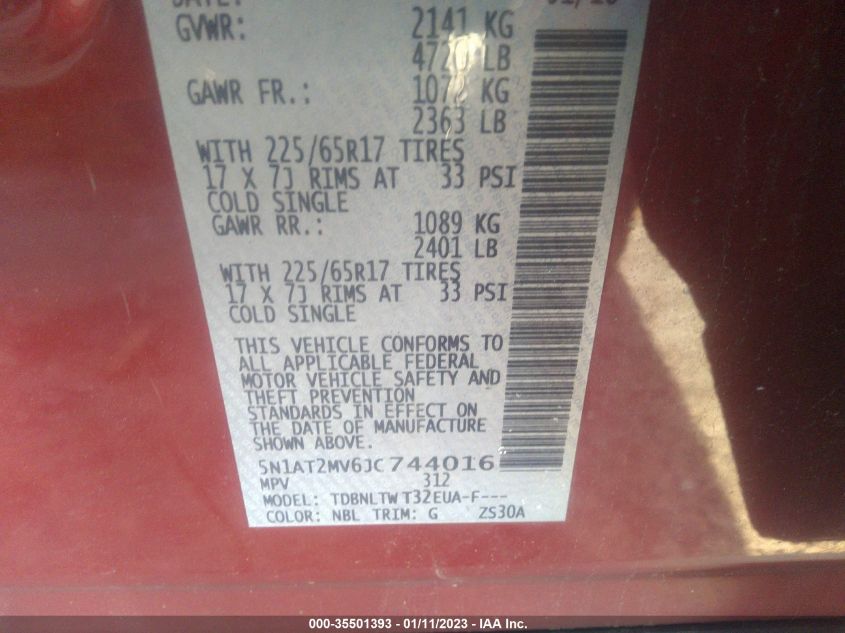 GVWR: 2141 KG
4720 LB
GAWR FR.: 1072 KG
2363 LB
WITH 225/65R17 TIRES
17 X 7J RIMS AT 33 PSI
COLD SINGLE
GAWR RR.: 1089 KG
2401 LB
WITH 225/65R17 TIRES
17 X 7J RIMS AT 33 PSI
COLD SINGLE
THIS VEHICLE CONFORMS TO
ALL APPLICABLE FEDERAL
MOTOR VEHICLE SAFETY AND
THEFT PREVENTION
STANDARDS IN EFFECT ON
THE DATE OF MANUFACTURE
SHOWN ABOVE.
5N1AT2MV6JC744016
MPV 312
MODEL: TDBNLTW T32EUA-F---
COLOR: NBL TRIM: G ZS30A
000-35501393 - 01/11/2023 - IAA Inc.